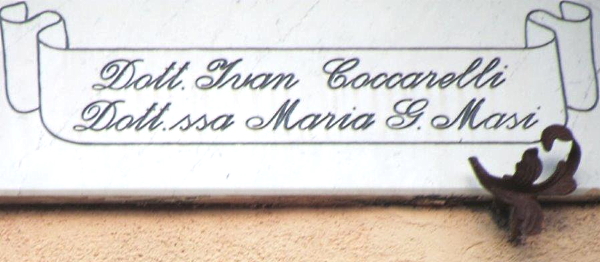 Dott. Ivan Coccarelli
Dott.ssa Maria G. Masi